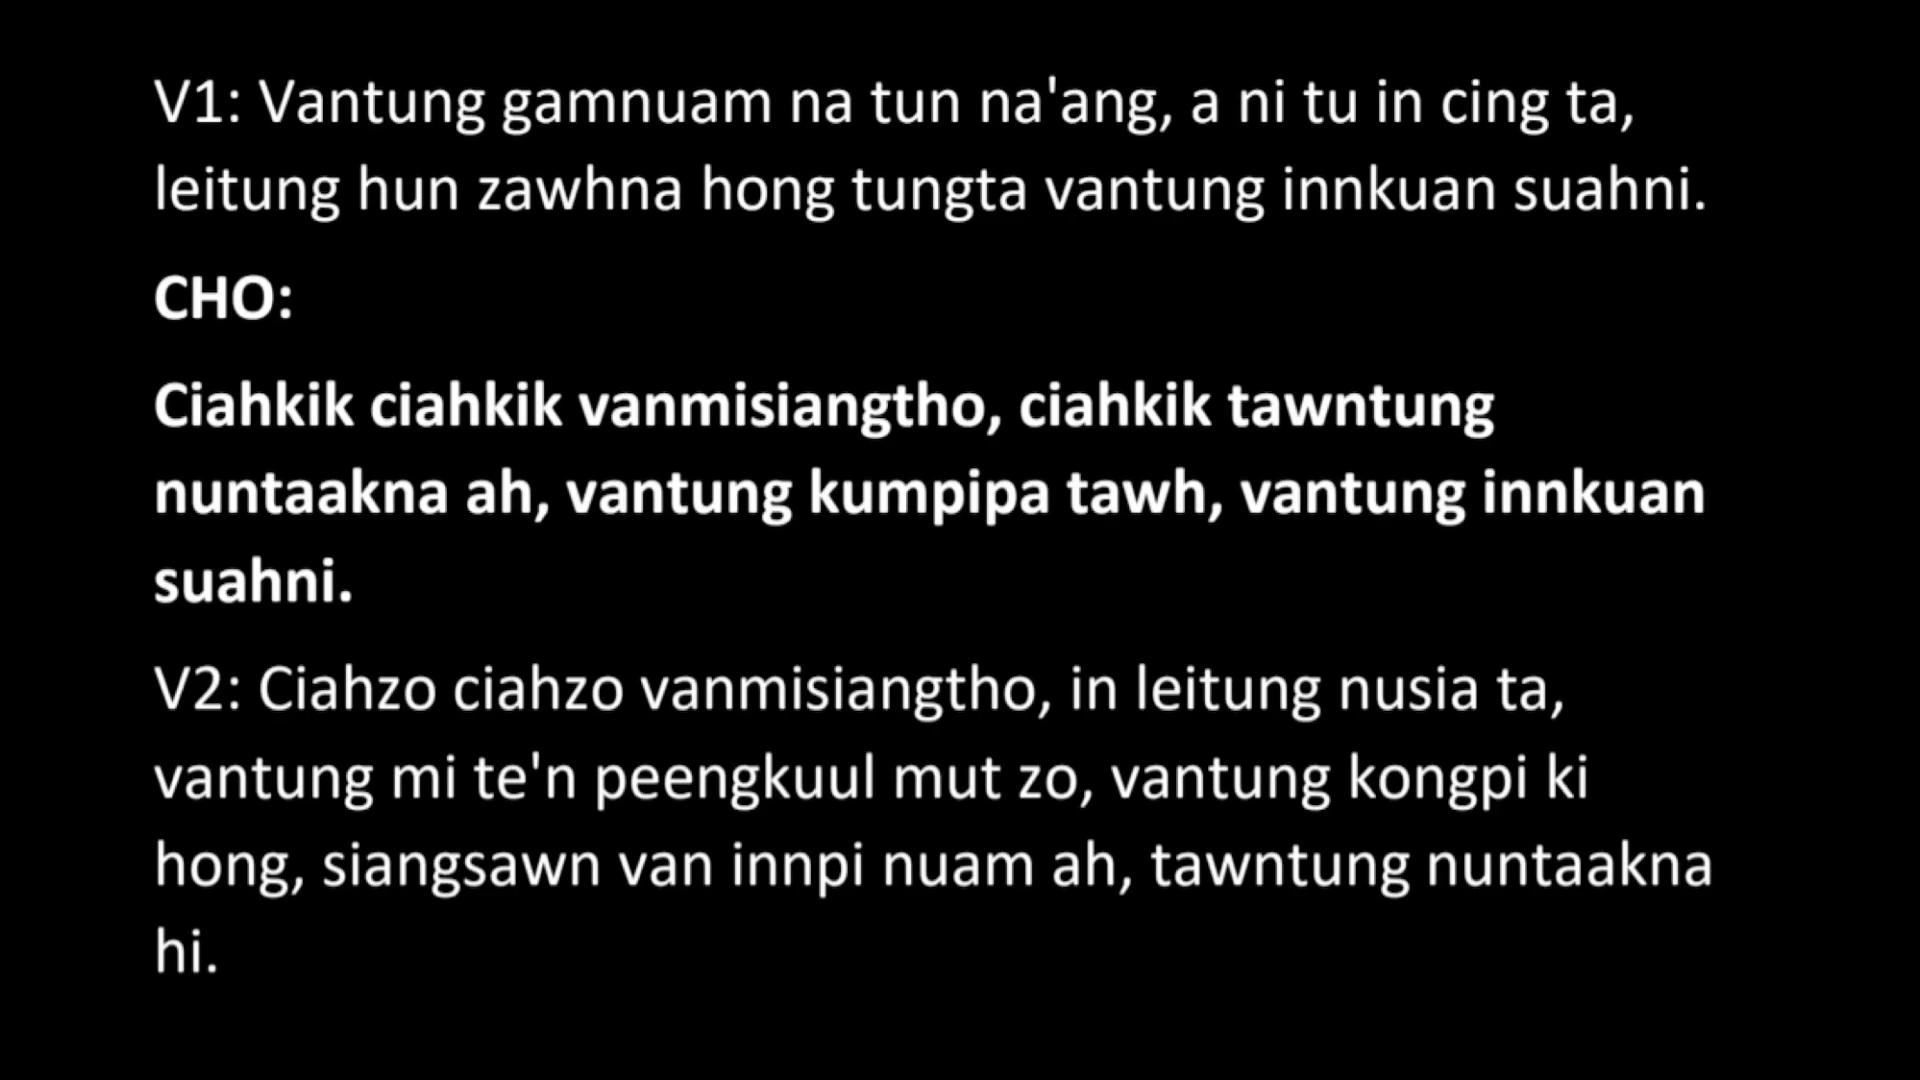 V1: Vantung gamnuam na tun na'ang, a ni tu in cing ta,
leitung hun zawhna hong tungta vantung innkuan suahni.
CHO:
Ciahkik ciahkik vanmisiangtho, ciahkik tawntung
nuntaakna ah, vantung kumpipa tawh, vantung innkuan
suahni.
V2: Ciahzo ciahzo vanmisiangtho, in leitung nusia ta,
vantung mi te'n peengkuul mut zo, vantung kongpi ki
hong, siangsawn van innpi nuam ah, tawntung nuntaakna
hi.